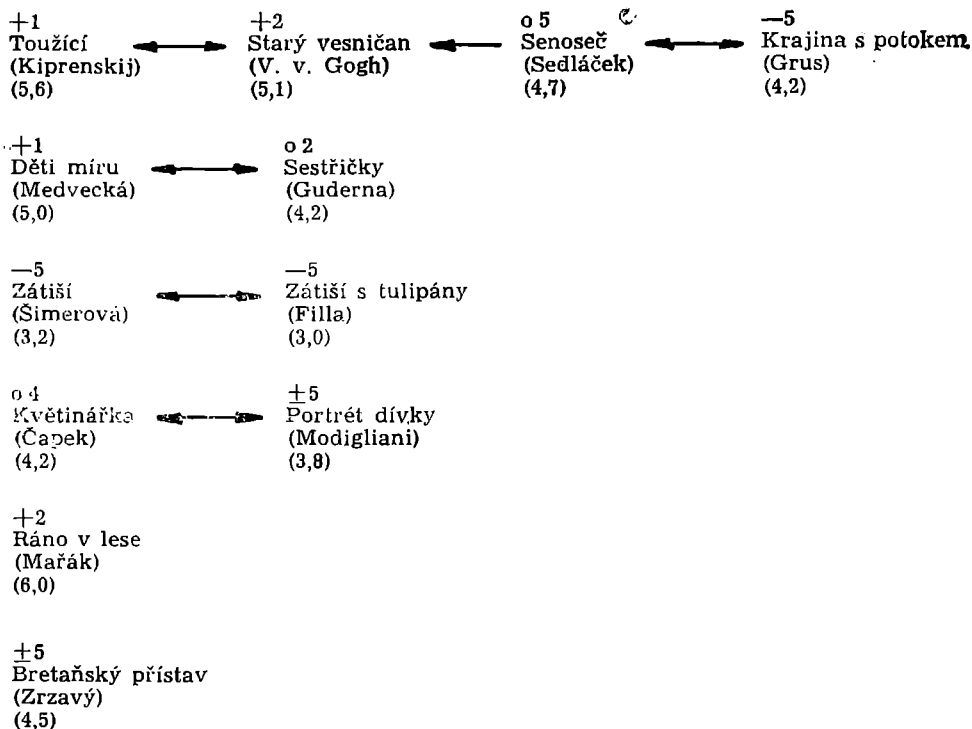 +1 +2 o 5 —5
Toužící Starý vesničan Senoseč Krajina s potokem
(Kiprenskij) (V. v. Gogh) (Sedláček) (Grus)
(5,6) (5,1) (4,7) (4,2)
+1 o 2
Děti míru Sestřičky
(Medvecká) (Guderna)
(5,0) (4,2)
—5 —5
Zátiší Zátiší s tulipány
(Šimerová) (Filla)
(3,2) (3,0)
o 4 ±5
Květinářka Portrét dívky
(Čapek) (Modigliani)
(4,2) (3,8)
+2
Ráno v lese
(Mařák)
(6,0)
±5
Bretaňský přístav
(Zrzavý)
(4,5)